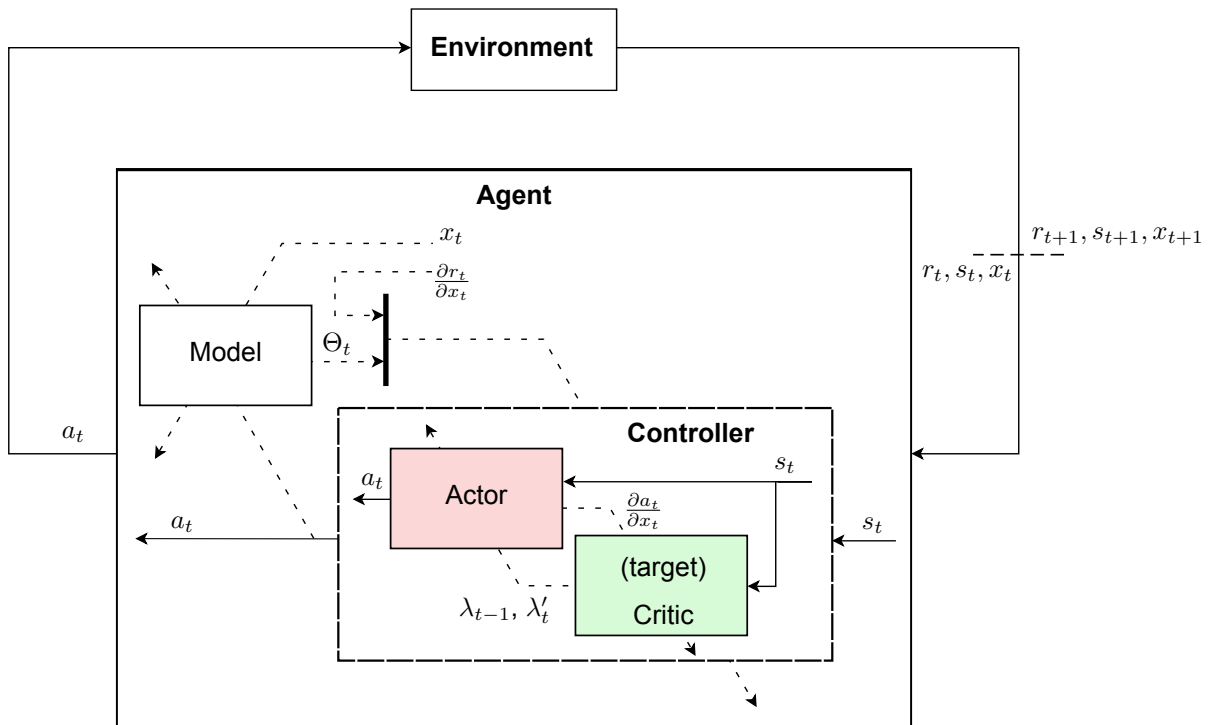 Environment
Agent
x_t
r_{t+1}, s_{t+1}, x_{t+1}
r_t, s_t, x_t
∂r_t/∂x_t
Model
Θ_t
a_t
Controller
a_t
Actor
s_t
∂a_t/∂x_t
a_t
s_t
(target)
Critic
λ_{t−1}, λ′_t